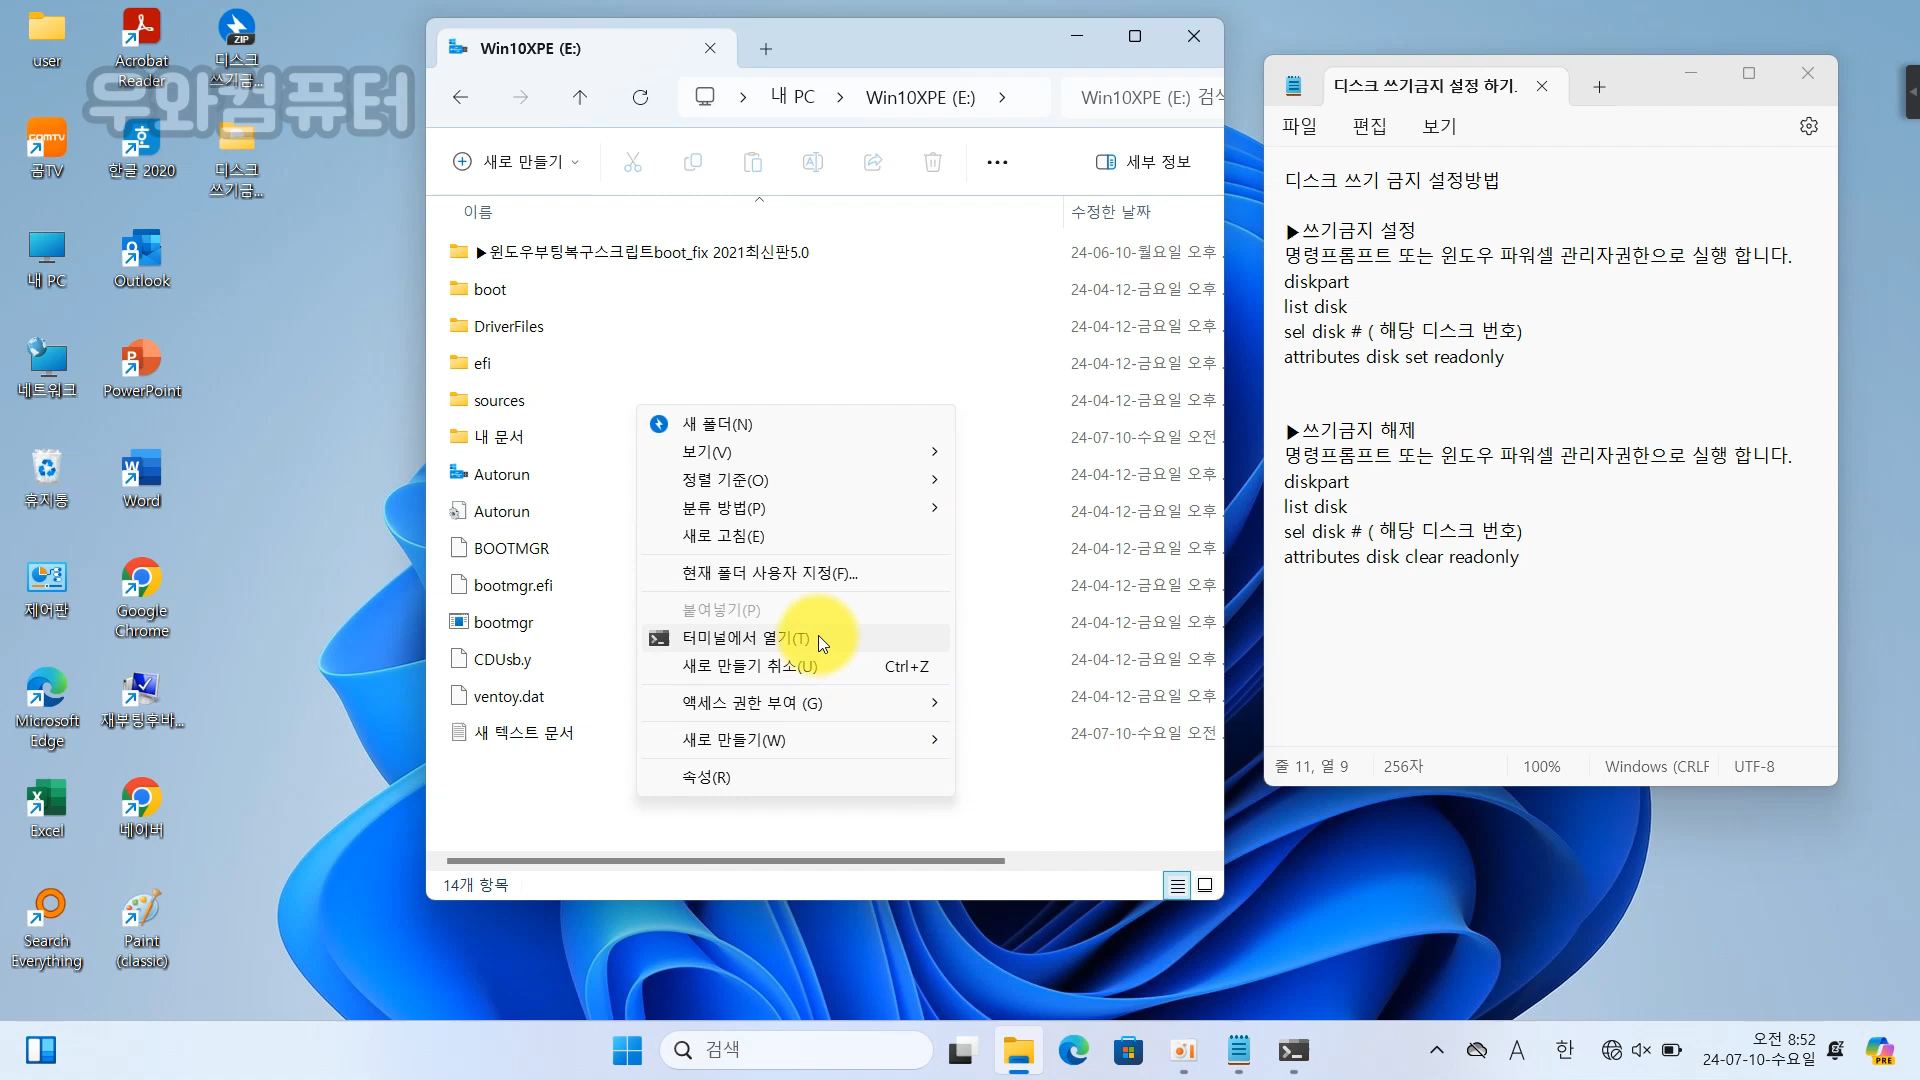 user
Acrobat
Reader
디스크
쓰기금...
두와컴퓨터
GOMTV
곰TV
한글 2020
디스크
쓰기금...
내 PC
Outlook
네트워크
PowerPoint
휴지통
Word
제어판
Google
Chrome
Microsoft
Edge
재부팅후바...
Excel
네이버
Search
Everything
Paint
(classic)
Win10XPE (E:)
내 PC
Win10XPE (E:)
Win10XPE (E:) 검색
새로 만들기
세부 정보
이름
수정한 날짜
▶윈도우부팅복구스크립트boot_fix 2021최신판5.0
24-06-10-월요일 오후
boot
24-04-12-금요일 오후
DriverFiles
24-04-12-금요일 오후
efi
24-04-12-금요일 오후
sources
24-04-12-금요일 오후
내 문서
24-07-10-수요일 오전
Autorun
24-04-12-금요일 오후
Autorun
24-04-12-금요일 오후
BOOTMGR
24-04-12-금요일 오후
bootmgr.efi
24-04-12-금요일 오후
bootmgr
24-04-12-금요일 오후
CDUsb.y
24-04-12-금요일 오후
ventoy.dat
24-04-12-금요일 오후
새 텍스트 문서
24-07-10-수요일 오전
14개 항목
새 폴더(N)
보기(V)
정렬 기준(O)
분류 방법(P)
새로 고침(E)
현재 폴더 사용자 지정(F)...
붙여넣기(P)
터미널에서 열기(T)
새로 만들기 취소(U) Ctrl+Z
액세스 권한 부여 (G)
새로 만들기(W)
속성(R)
디스크 쓰기금지 설정 하기.
파일
편집
보기
디스크 쓰기 금지 설정방법
▶쓰기금지 설정
명령프롬프트 또는 윈도우 파워셀 관리자권한으로 실행 합니다.
diskpart
list disk
sel disk # ( 해당 디스크 번호)
attributes disk set readonly
▶쓰기금지 해제
명령프롬프트 또는 윈도우 파워셀 관리자권한으로 실행 합니다.
diskpart
list disk
sel disk # ( 해당 디스크 번호)
attributes disk clear readonly
줄 11, 열 9
256자
100%
Windows (CRLF
UTF-8
검색
A
한
오전 8:52
24-07-10-수요일
PRE